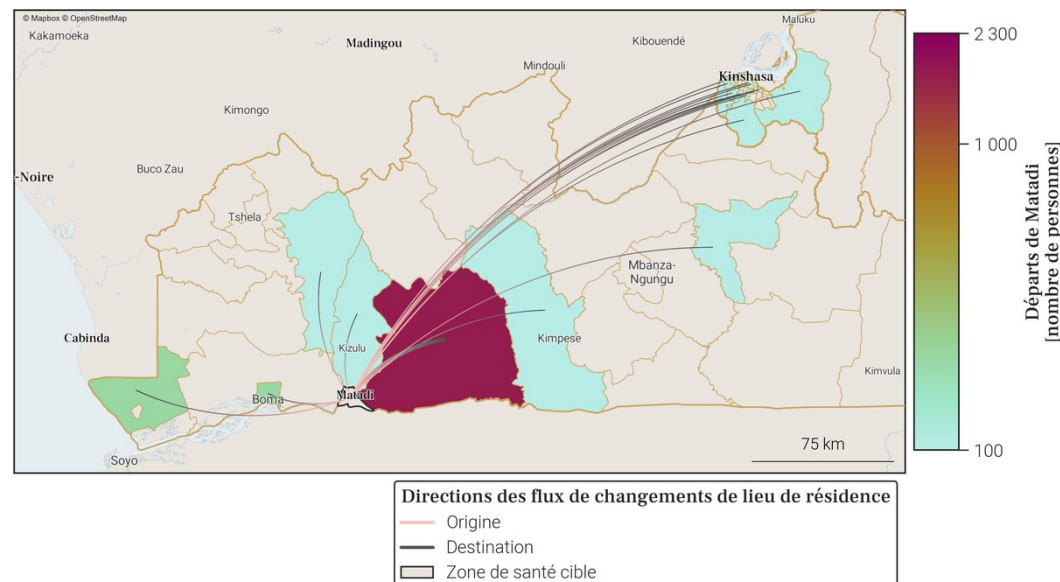 © Mapbox © OpenStreetMap
Maluku
Kakamoeka
Madingou
Kibouendé
Mindouli
Kinshasa
Kimongo
Buco Zau
-Noire
Tshela
Mbanza-
Ngungu
Cabinda
Kizulu
Kimpese
Kimvula
Boma
Matadi
Soyo
75 km
2 300
1 000
100
Départs de Matadi
[nombre de personnes]
Directions des flux de changements de lieu de résidence
Origine
Destination
Zone de santé cible